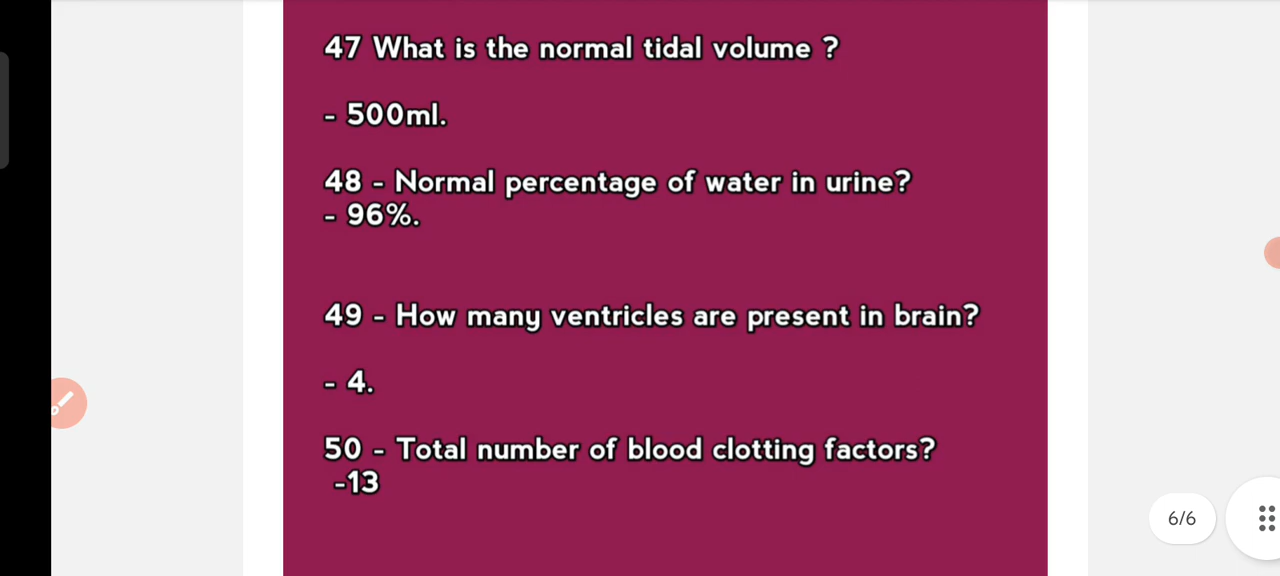 47 What is the normal tidal volume ?
- 500ml.
48 - Normal percentage of water in urine?
- 96%.
49 - How many ventricles are present in brain?
- 4.
50 - Total number of blood clotting factors?
-13
6/6